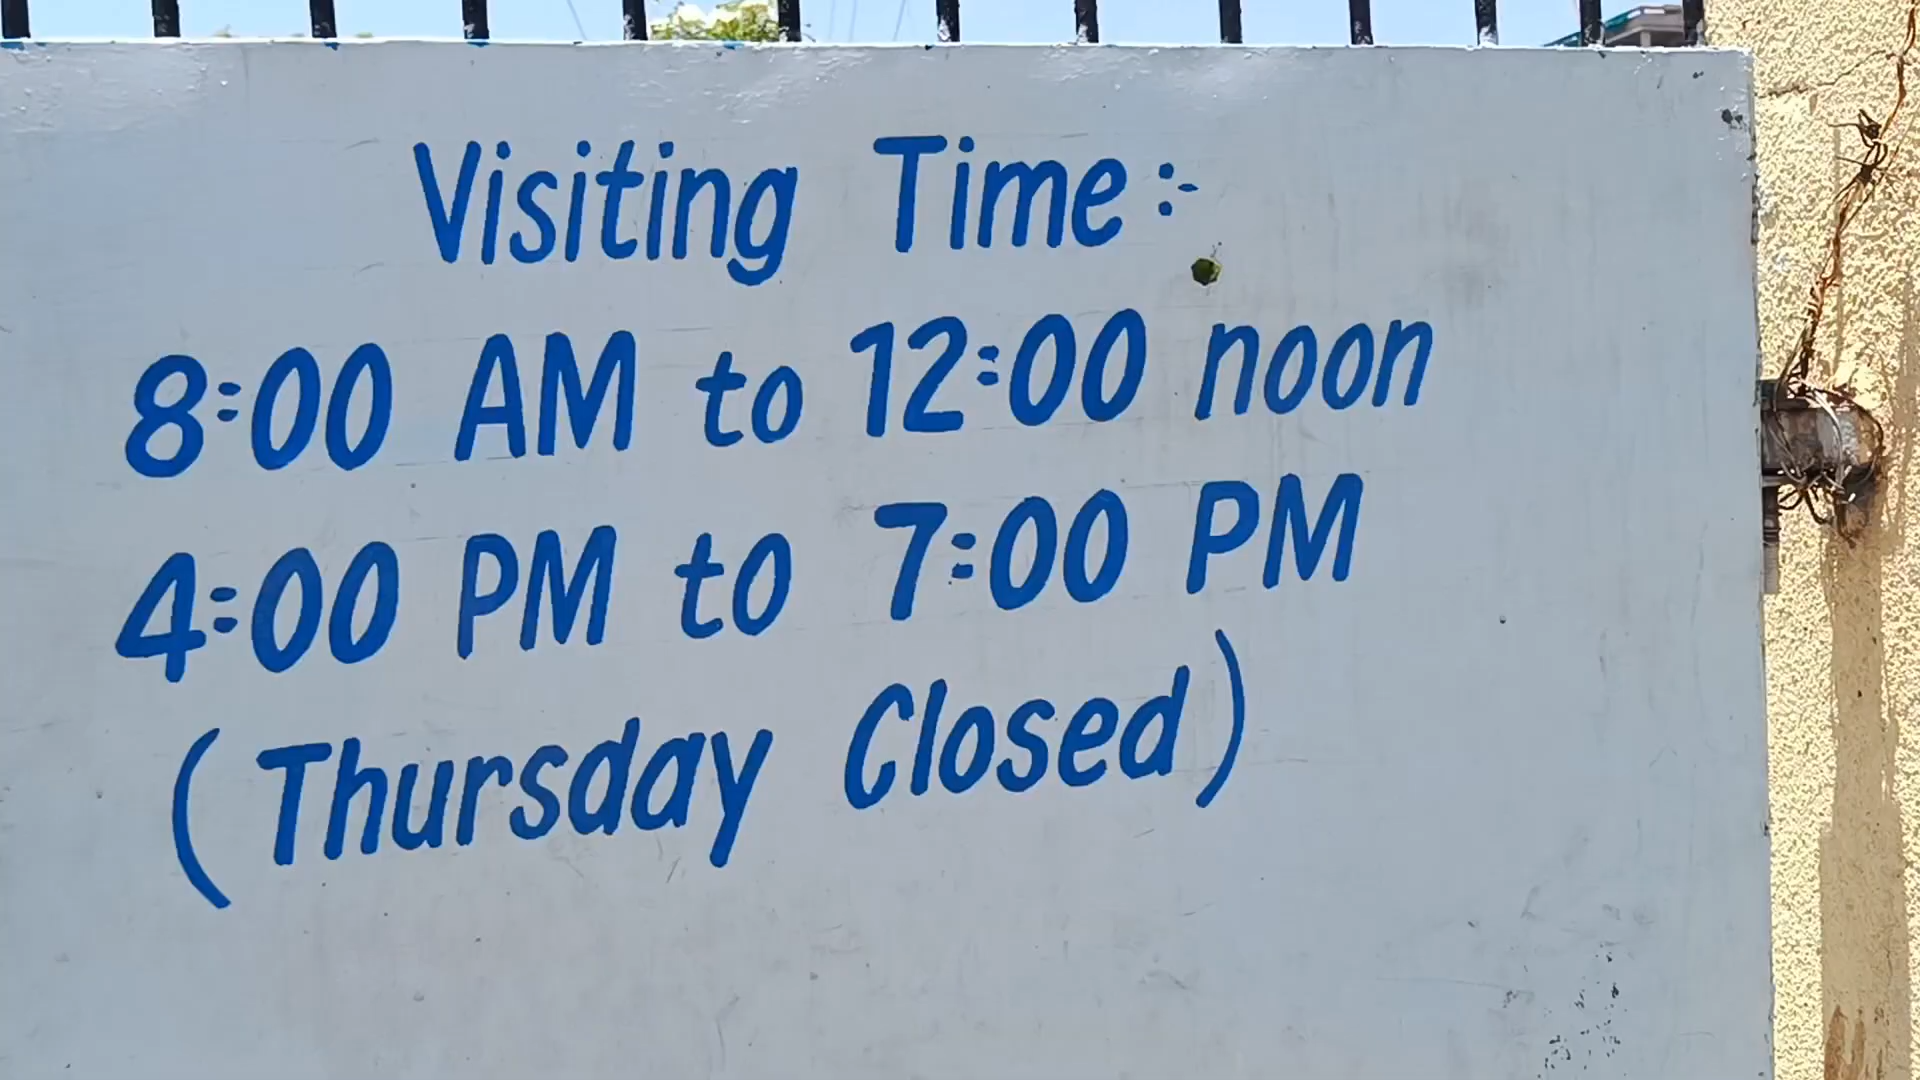 Visiting Time:-
8:00 AM to 12:00 noon
4:00 PM to 7:00 PM
(Thursday Closed)